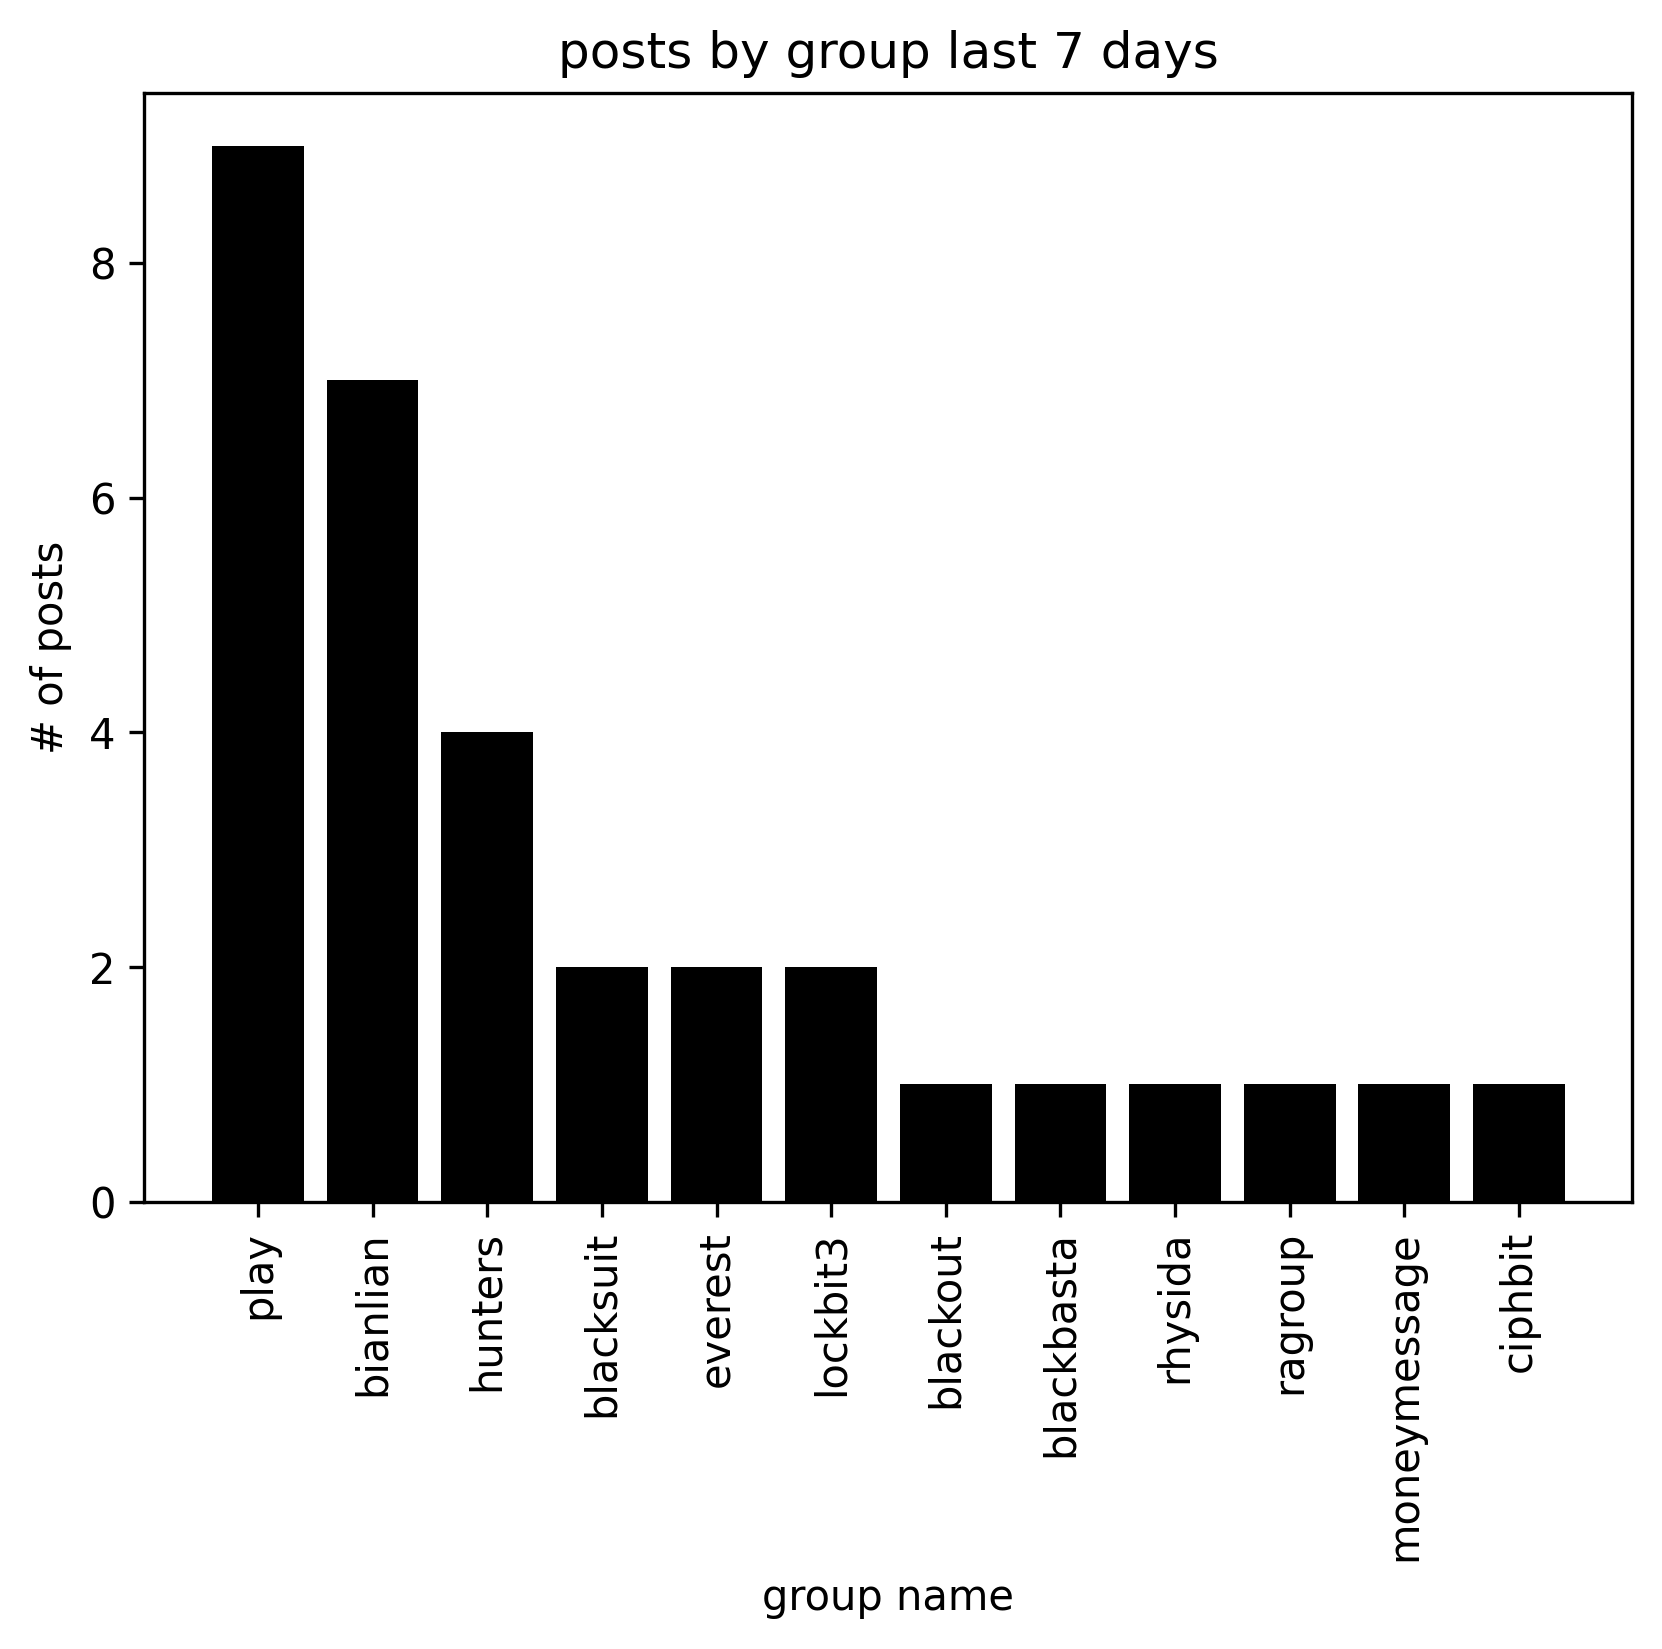 posts by group last 7 days
# of posts
8
6
4
2
0
play
bianlian
hunters
blacksuit
everest
lockbit3
blackout
blackbasta
rhysida
ragroup
moneymessage
ciphbit
group name